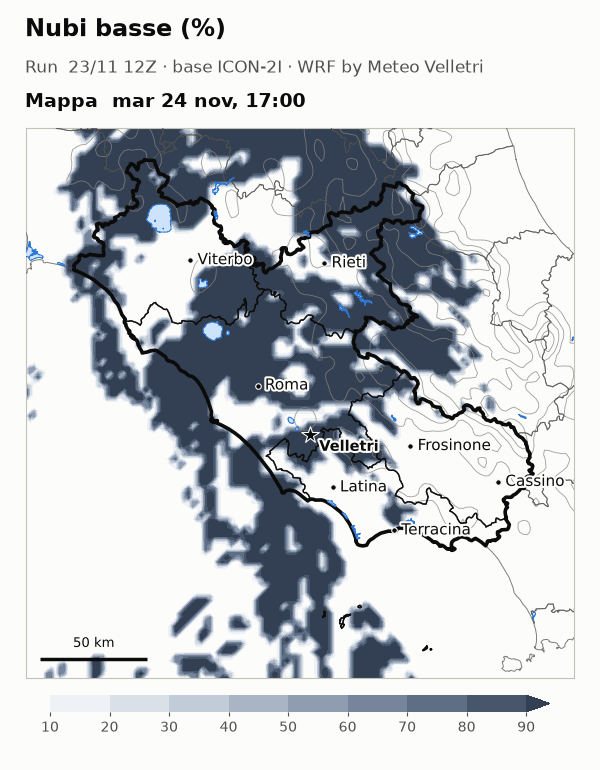 Nubi basse (%)
Run  23/11 12Z · base ICON-2I · WRF by Meteo Velletri
Mappa  mar 24 nov, 17:00
Viterbo
Rieti
Roma
Velletri
Frosinone
Cassino
Latina
Terracina
50 km
10 20 30 40 50 60 70 80 90